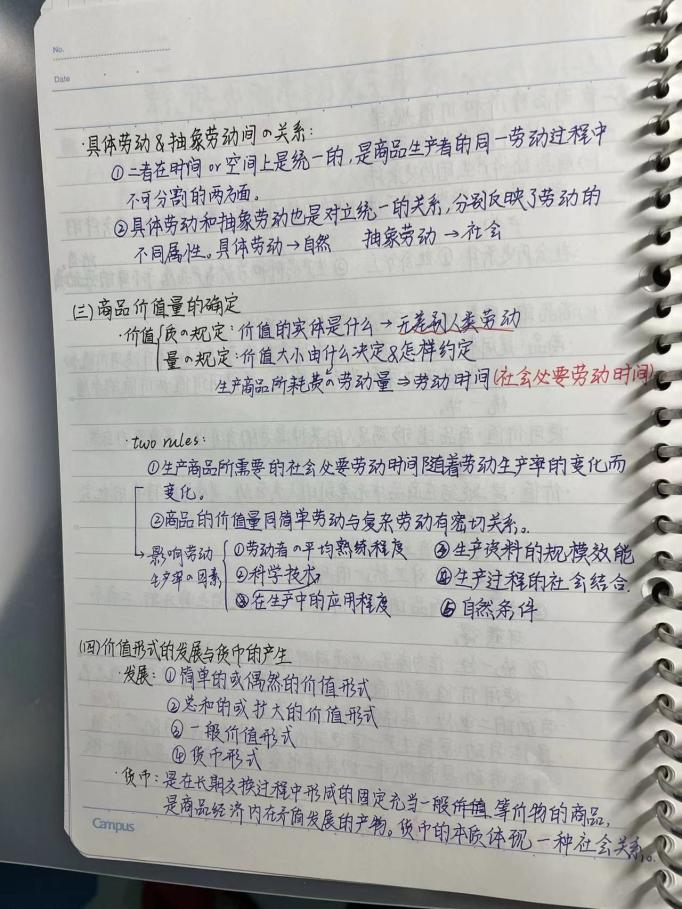 No.
Date
·具体劳动&抽象劳动间の关系:
①二者在时间or空间上是统一的,是商品生产者的同一劳动过程中
不可分割的两方面。
②具体劳动和抽象劳动也是对立统一的关系,分别反映了劳动的
不同属性。具体劳动→自然 抽象劳动→社会
(三)商品价值量的确定
·价值 质の规定:价值的实体是什么→无差别人类劳动
量の规定:价值大小由什么决定&怎样约定
生产商品所耗费の劳动量⇒劳动时间(社会必要劳动时间)
·two rules:
①生产商品所需要的社会必要劳动时间随着劳动生产率的变化而
变化。
②商品的价值量同简单劳动与复杂劳动有密切关系。
影响劳动生产率の因素
①劳动者の平均熟练程度 ③生产资料的规模效能
②科学技术 ④生产过程的社会结合
③在生产中的应用程度 ⑤自然条件
(四)价值形式的发展与货币的产生
·发展:①简单的或偶然的价值形式
②总和的或扩大的价值形式
③一般价值形式
④货币形式
·货币:是在长期交换过程中形成的固定充当一般等价物的商品,
是商品经济内在矛盾发展的产物。货币的本质体现一种社会关系。
Campus